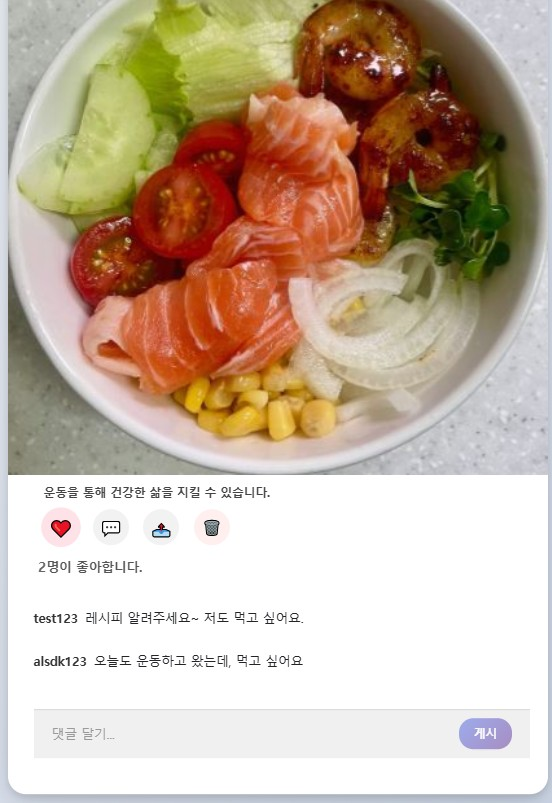 운동을 통해 건강한 삶을 지킬 수 있습니다.
2명이 좋아합니다.
test123 레시피 알려주세요~ 저도 먹고 싶어요.
alsdk123 오늘도 운동하고 왔는데, 먹고 싶어요
댓글 달기...
게시